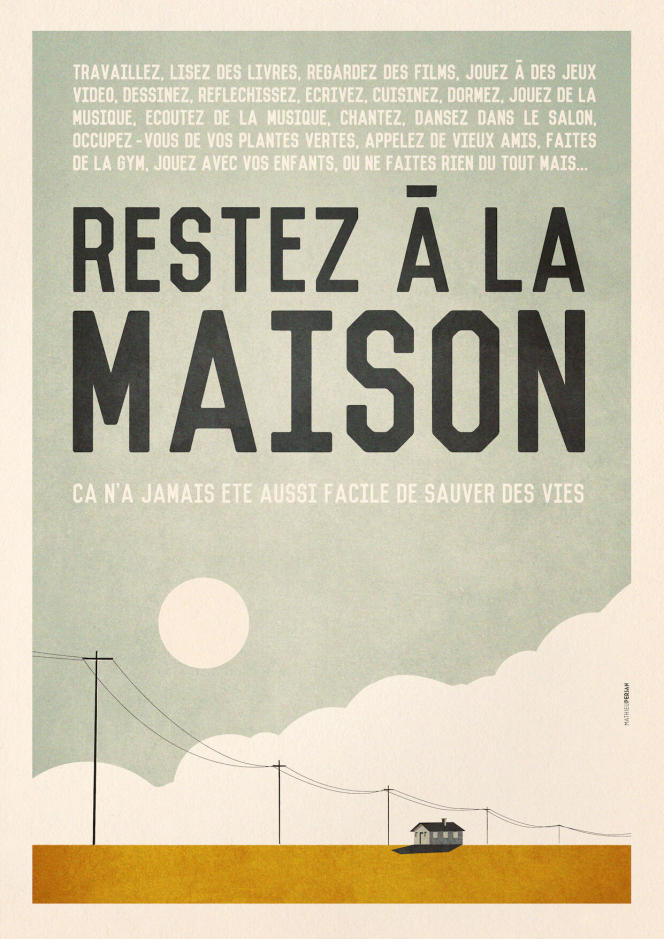 TRAVAILLEZ, LISEZ DES LIVRES, REGARDEZ DES FILMS, JOUEZ Ā DES JEUX
VIDEO, DESSINEZ, REFLECHISSEZ, ECRIVEZ, CUISINEZ, DORMEZ, JOUEZ DE LA
MUSIQUE, ECOUTEZ DE LA MUSIQUE, CHANTEZ, DANSEZ DANS LE SALON,
OCCUPEZ-VOUS DE VOS PLANTES VERTES, APPELEZ DE VIEUX AMIS, FAITES
DE LA GYM, JOUEZ AVEC VOS ENFANTS, OU NE FAITES RIEN DU TOUT MAIS...
RESTEZ Ā LA
MAISON
CA N'A JAMAIS ETE AUSSI FACILE DE SAUVER DES VIES
MATHIEUPERSAN